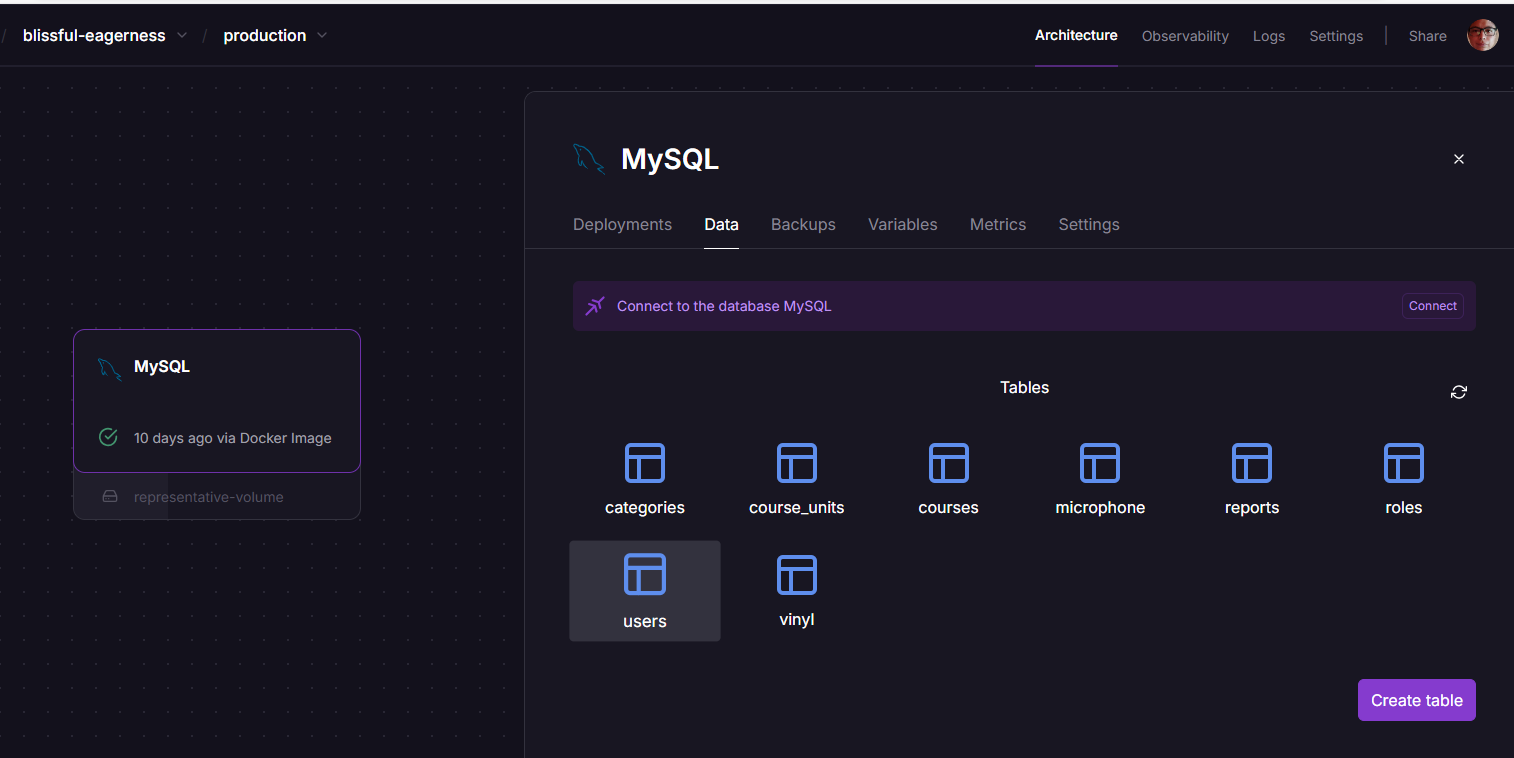 / blissful-eagerness / production
Architecture Observability Logs Settings Share
MySQL
Deployments Data Backups Variables Metrics Settings
Connect to the database MySQL Connect
MySQL
10 days ago via Docker Image
representative-volume
Tables
categories course_units courses microphone reports roles
users vinyl
Create table